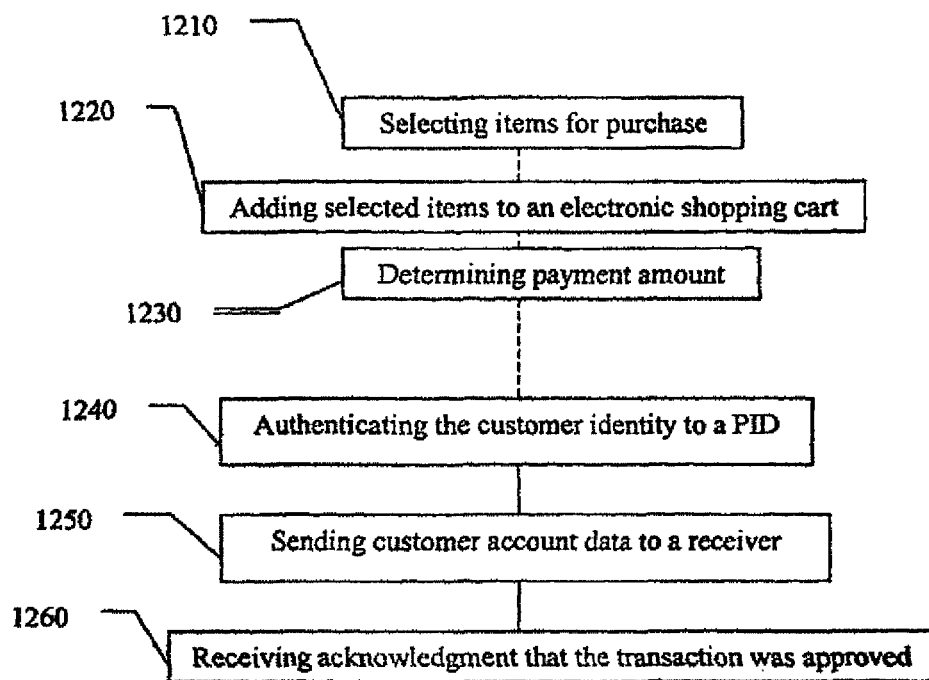 1210
Selecting items for purchase
1220
Adding selected items to an electronic shopping cart
Determining payment amount
1230
1240
Authenticating the customer identity to a PID
1250
Sending customer account data to a receiver
1260
Receiving acknowledgment that the transaction was approved